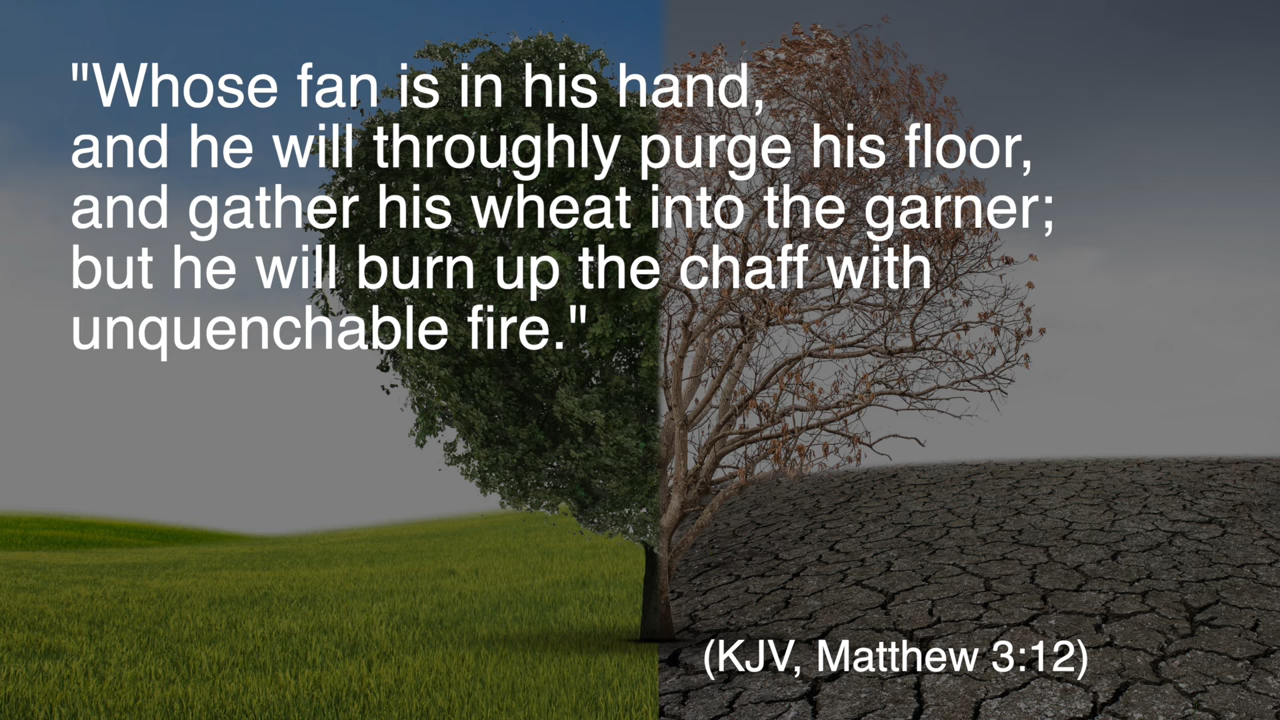 "Whose fan is in his hand,
and he will throughly purge his floor,
and gather his wheat into the garner;
but he will burn up the chaff with
unquenchable fire."
(KJV, Matthew 3:12)